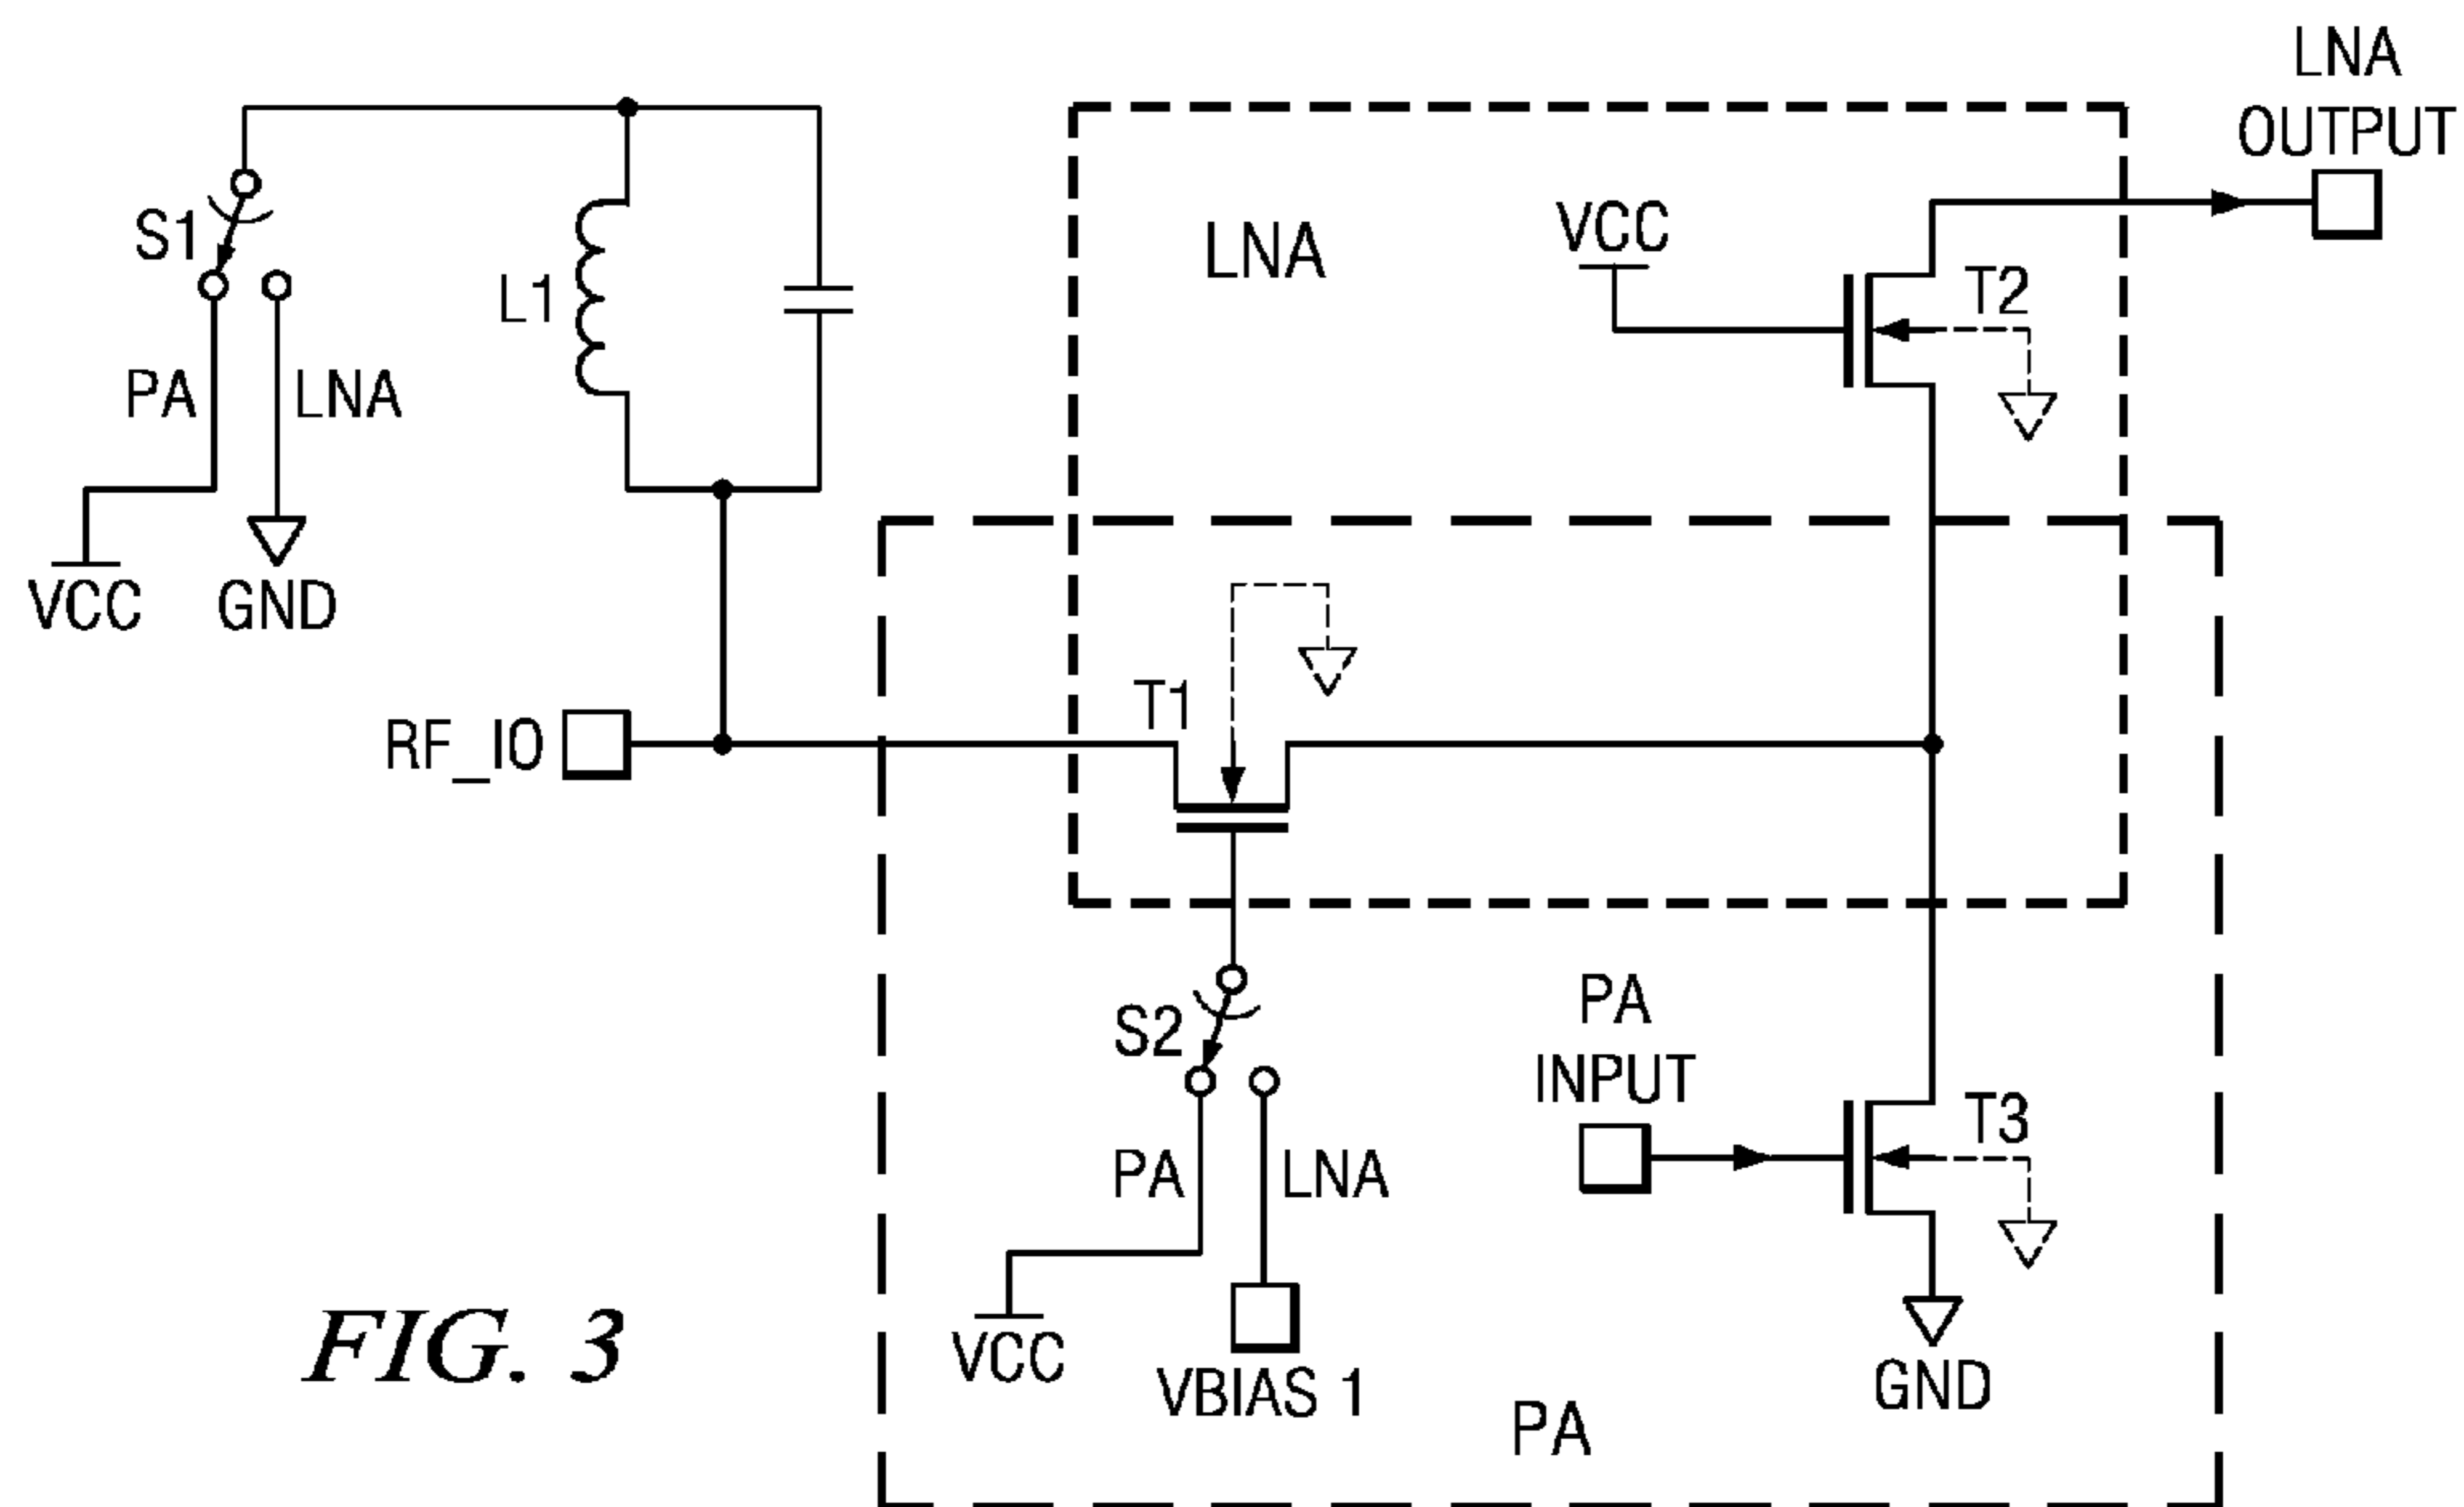 LNA
OUTPUT
VCC
LNA
S1
T2
L1
PA
LNA
VCC
GND
T1
RF_IO
PA
INPUT
S2
T3
PA
LNA
VCC
VBIAS 1
GND
PA
FIG. 3